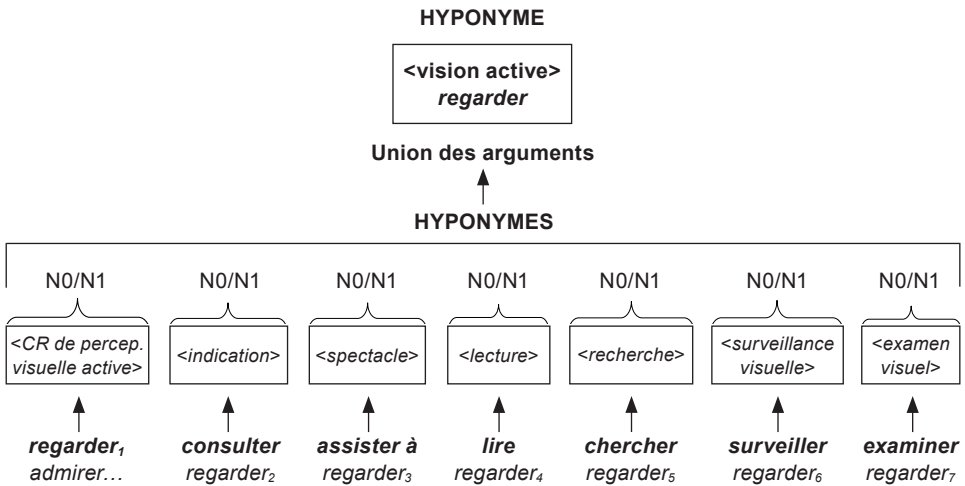 HYPONYME
<vision active>
regarder
Union des arguments
HYPONYMES
N0/N1 N0/N1 N0/N1 N0/N1 N0/N1 N0/N1 N0/N1
<CR de percep. visuelle active>
<indication>
<spectacle>
<lecture>
<recherche>
<surveillance visuelle>
<examen visuel>
regarder₁ consulter assister à lire chercher surveiller examiner
admirer… regarder₂ regarder₃ regarder₄ regarder₅ regarder₆ regarder₇